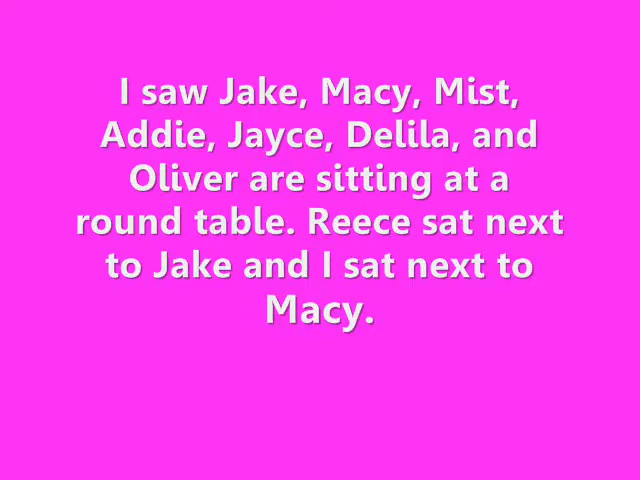 I saw Jake, Macy, Mist,
Addie, Jayce, Delila, and
Oliver are sitting at a
round table. Reece sat next
to Jake and I sat next to
Macy.